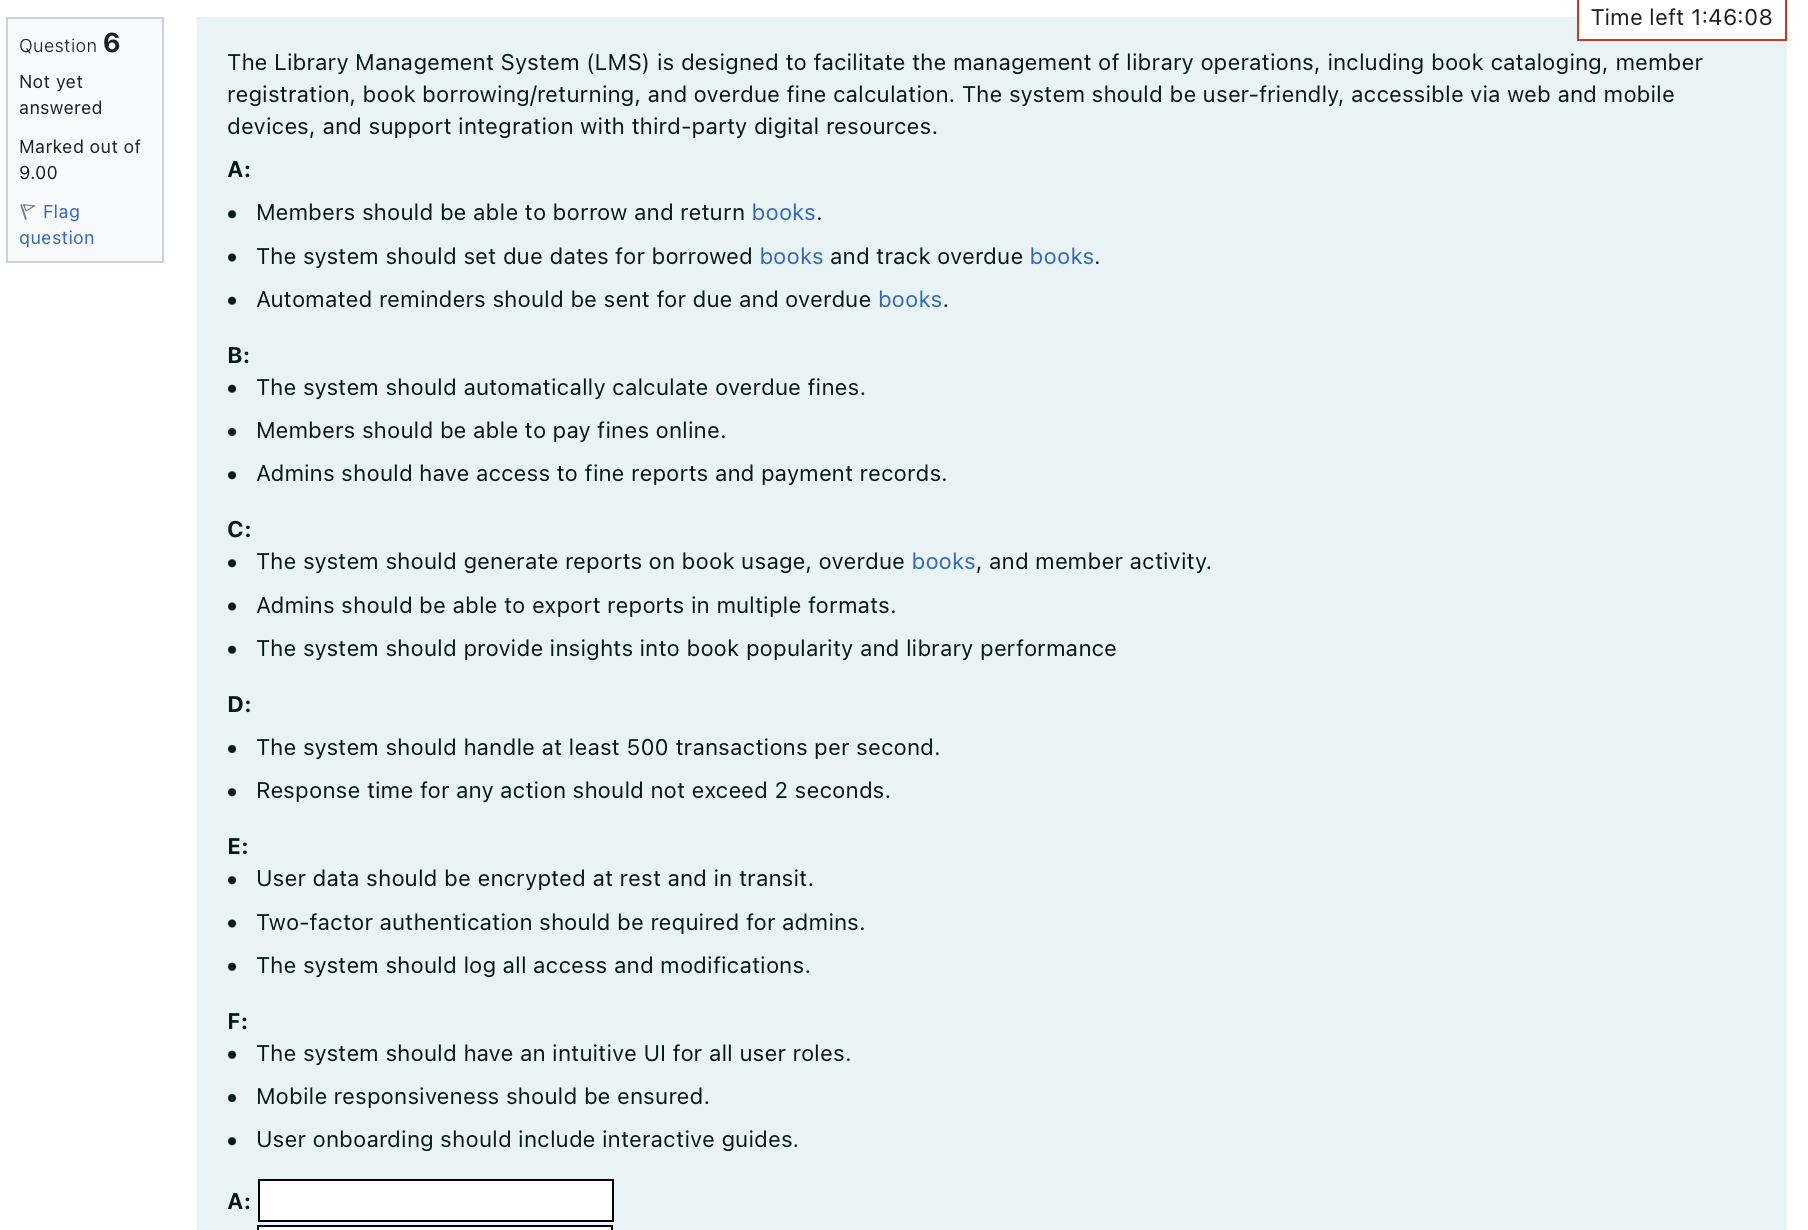 Time left 1:46:08
Question 6
Not yet
answered
Marked out of
9.00
Flag
question
The Library Management System (LMS) is designed to facilitate the management of library operations, including book cataloging, member
registration, book borrowing/returning, and overdue fine calculation. The system should be user-friendly, accessible via web and mobile
devices, and support integration with third-party digital resources.
A:
• Members should be able to borrow and return books.
• The system should set due dates for borrowed books and track overdue books.
• Automated reminders should be sent for due and overdue books.
B:
• The system should automatically calculate overdue fines.
• Members should be able to pay fines online.
• Admins should have access to fine reports and payment records.
C:
• The system should generate reports on book usage, overdue books, and member activity.
• Admins should be able to export reports in multiple formats.
• The system should provide insights into book popularity and library performance
D:
• The system should handle at least 500 transactions per second.
• Response time for any action should not exceed 2 seconds.
E:
• User data should be encrypted at rest and in transit.
• Two-factor authentication should be required for admins.
• The system should log all access and modifications.
F:
• The system should have an intuitive UI for all user roles.
• Mobile responsiveness should be ensured.
• User onboarding should include interactive guides.
A: